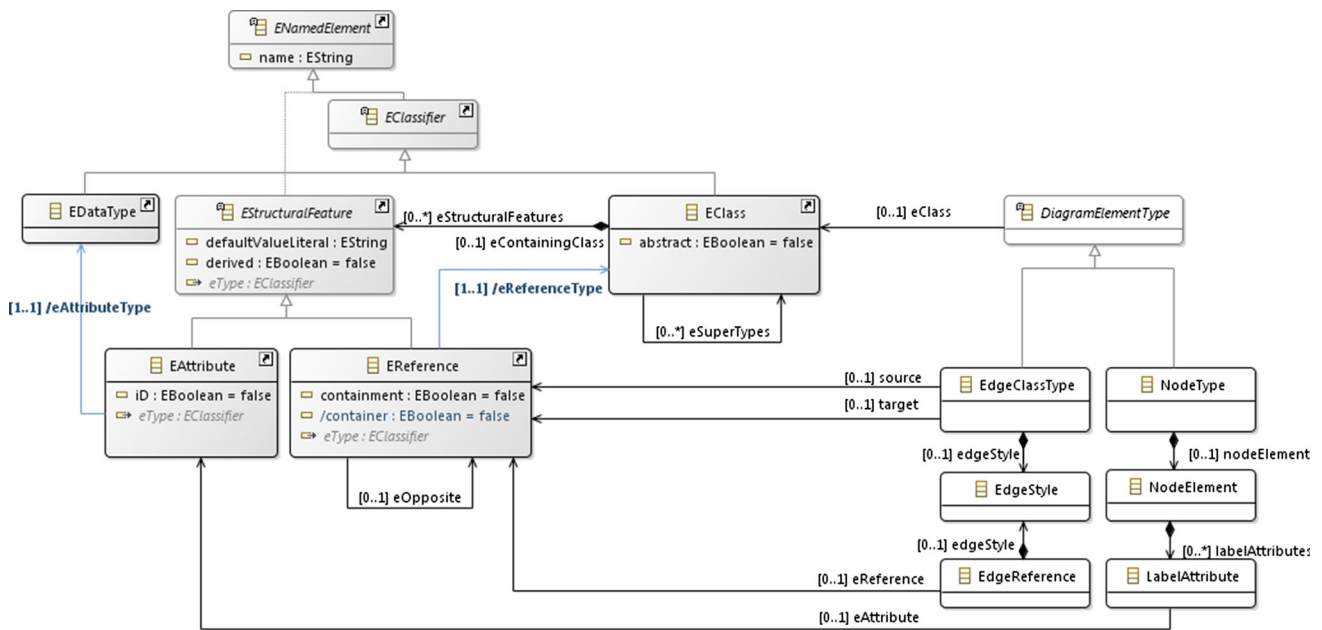 ENamedElement
name : EString
EClassifier
EDataType
EStructuralFeature
defaultValueLiteral : EString
derived : EBoolean = false
eType : EClassifier
[0..*] eStructuralFeatures
[0..1] eContainingClass
EClass
abstract : EBoolean = false
[0..1] eClass
DiagramElementType
[1..1] /eAttributeType
[1..1] /eReferenceType
[0..*] eSuperTypes
EAttribute
iD : EBoolean = false
eType : EClassifier
EReference
containment : EBoolean = false
/container : EBoolean = false
eType : EClassifier
[0..1] source
[0..1] target
EdgeClassType
NodeType
[0..1] edgeStyle
[0..1] nodeElement
[0..1] eOpposite
EdgeStyle
NodeElement
[0..1] edgeStyle
[0..*] labelAttributes
[0..1] eReference
EdgeReference
LabelAttribute
[0..1] eAttribute